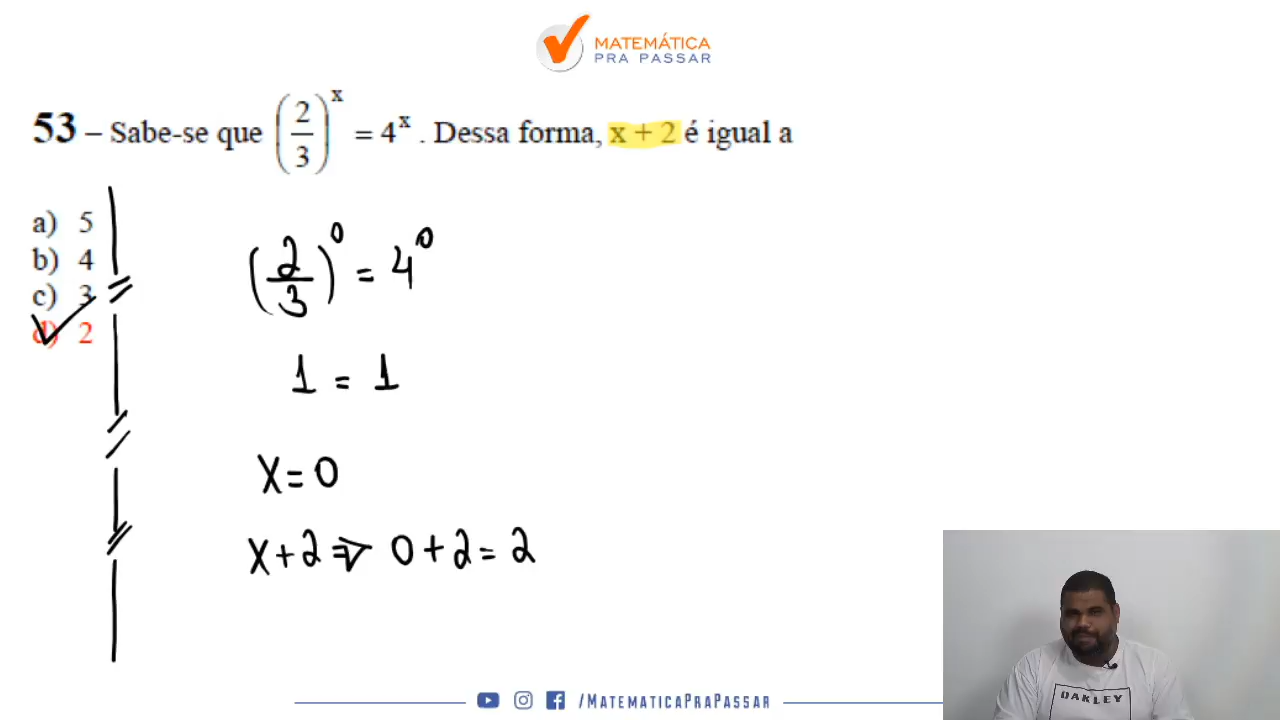 MATEMÁTICA
PRA PASSAR
53 – Sabe-se que (2/3)^x = 4^x . Dessa forma, x + 2 é igual a
a) 5
b) 4
c) 3
d) 2
(2/3)^0 = 4^0
1 = 1
x = 0
x + 2 ⇒ 0 + 2 = 2
OAKLEY
/MATEMATICAPRAPASSAR